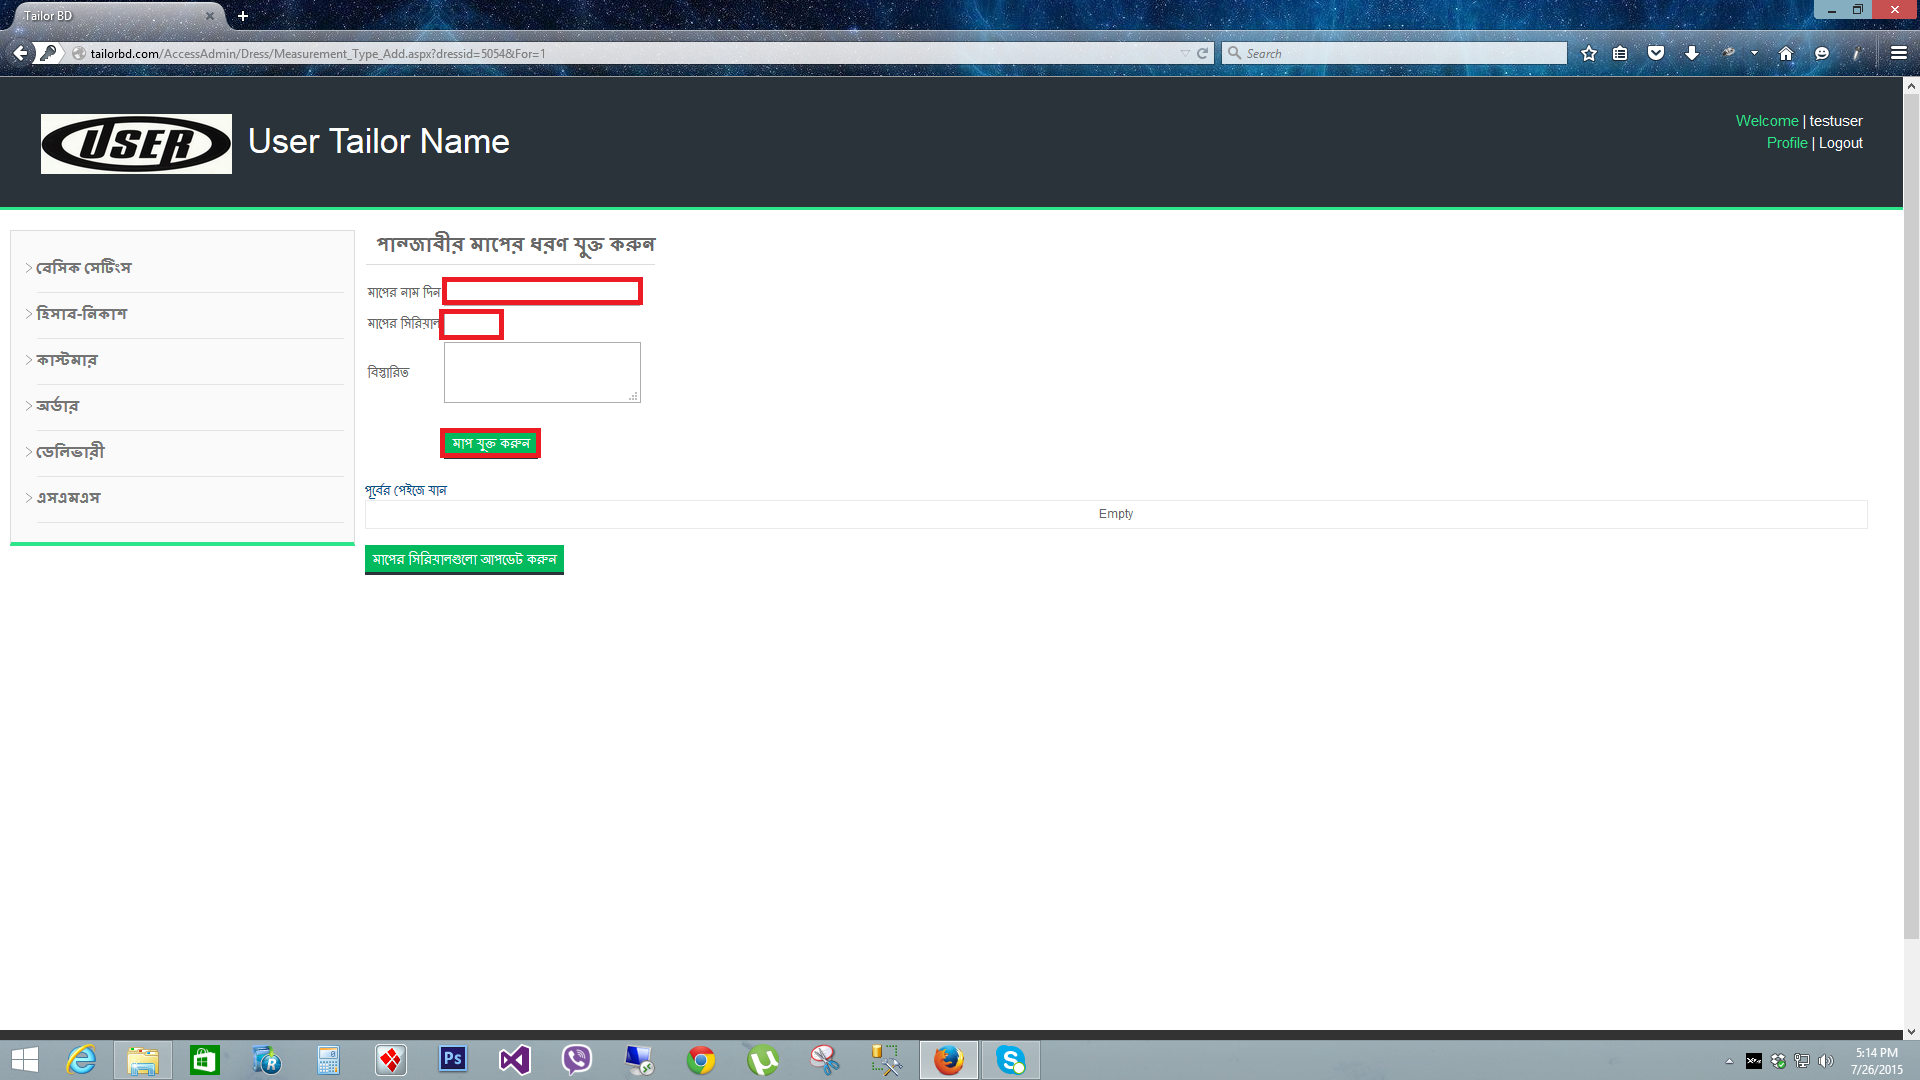 Tailor BD
tailorbd.com/AccessAdmin/Dress/Measurement_Type_Add.aspx?dressid=5054&For=1
Search
USER
User Tailor Name
Welcome | testuser
Profile | Logout
বেসিক সেটিংস
হিসাব-নিকাশ
কাস্টমার
অর্ডার
ডেলিভারী
এসএমএস
পান্জাবীর মাপের ধরণ যুক্ত করুন
মাপের নাম দিন
মাপের সিরিয়াল
বিস্তারিত
মাপ যুক্ত করুন
পূর্বের পেইজে যান
Empty
মাপের সিরিয়ালগুলো আপডেট করুন
Ps
5:14 PM
7/26/2015